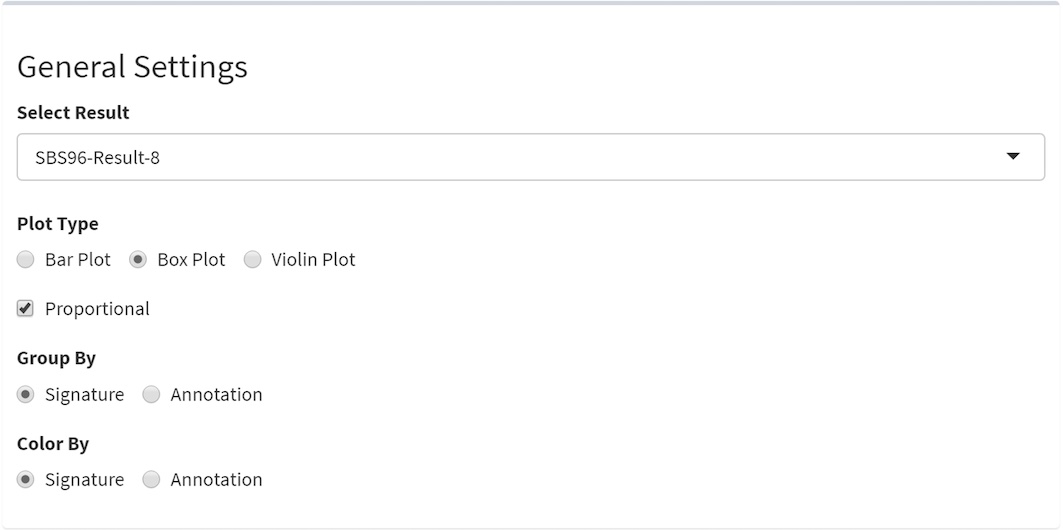 General Settings
Select Result
SBS96-Result-8
Plot Type
Bar Plot Box Plot Violin Plot
Proportional
Group By
Signature Annotation
Color By
Signature Annotation